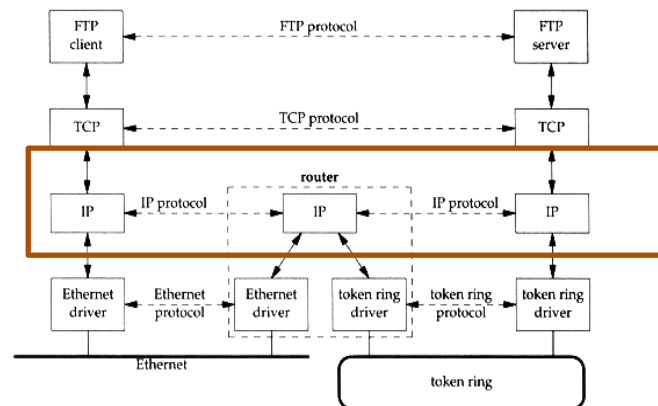 FTP
client
FTP protocol
FTP
server
TCP
TCP protocol
TCP
router
IP
IP protocol
IP
IP protocol
IP
Ethernet
driver
Ethernet
protocol
Ethernet
driver
token ring
driver
token ring
protocol
token ring
driver
Ethernet
token ring